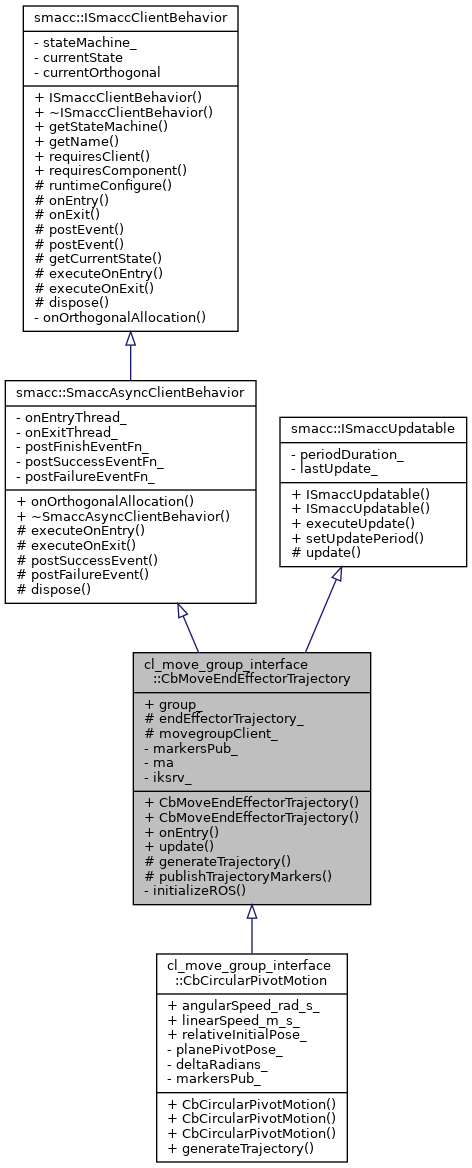 smacc::ISmaccClientBehavior
- stateMachine_
- currentState
- currentOrthogonal
+ ISmaccClientBehavior()
+ ~ISmaccClientBehavior()
+ getStateMachine()
+ getName()
+ requiresClient()
+ requiresComponent()
# runtimeConfigure()
# onEntry()
# onExit()
# postEvent()
# postEvent()
# getCurrentState()
# executeOnEntry()
# executeOnExit()
# dispose()
- onOrthogonalAllocation()
smacc::SmaccAsyncClientBehavior
- onEntryThread_
- onExitThread_
- postFinishEventFn_
- postSuccessEventFn_
- postFailureEventFn_
+ onOrthogonalAllocation()
+ ~SmaccAsyncClientBehavior()
# executeOnEntry()
# executeOnExit()
# postSuccessEvent()
# postFailureEvent()
# dispose()
smacc::ISmaccUpdatable
- periodDuration_
- lastUpdate_
+ ISmaccUpdatable()
+ ISmaccUpdatable()
+ executeUpdate()
+ setUpdatePeriod()
# update()
cl_move_group_interface
::CbMoveEndEffectorTrajectory
+ group_
# endEffectorTrajectory_
# movegroupClient_
- markersPub_
- ma
- iksrv_
+ CbMoveEndEffectorTrajectory()
+ CbMoveEndEffectorTrajectory()
+ onEntry()
+ update()
# generateTrajectory()
# publishTrajectoryMarkers()
- initializeROS()
cl_move_group_interface
::CbCircularPivotMotion
+ angularSpeed_rad_s_
+ linearSpeed_m_s_
+ relativeInitialPose_
- planePivotPose_
- deltaRadians_
- markersPub_
+ CbCircularPivotMotion()
+ CbCircularPivotMotion()
+ CbCircularPivotMotion()
+ generateTrajectory()